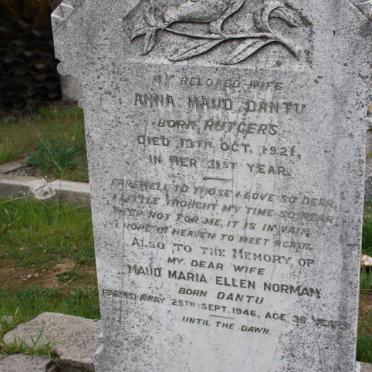 MY BELOVED WIFE
ANNA MAUD DANTU
BORN RUTGERS
DIED 13TH OCT. 1921,
IN HER 31ST YEAR.
FAREWELL TO THOSE I LOVE SO DEAR,
I LITTLE THOUGHT MY TIME SO NEAR,
WEEP NOT FOR ME, IT IS IN VAIN
I HOPE IN HEAVEN TO MEET AGAIN.
ALSO TO THE MEMORY OF
MY DEAR WIFE
MAUD MARIA ELLEN NORMAN
BORN DANTU
PASSED AWAY 25TH SEPT. 1946, AGE YEARS
UNTIL THE DAWN.